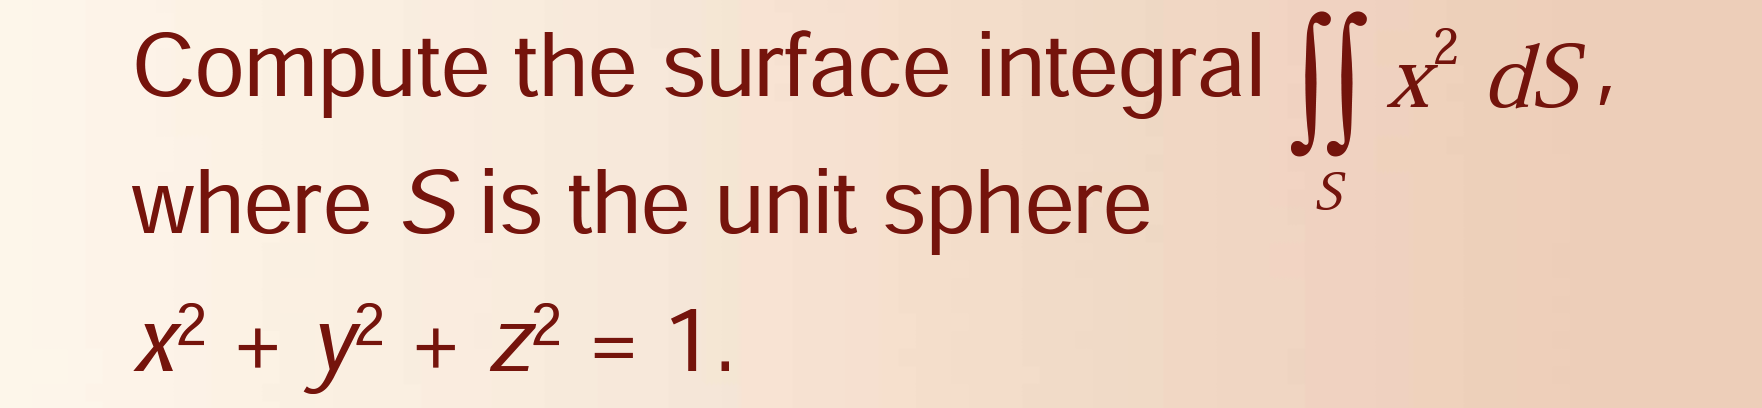 Compute the surface integral ∬_S x² dS,
where S is the unit sphere
x² + y² + z² = 1.